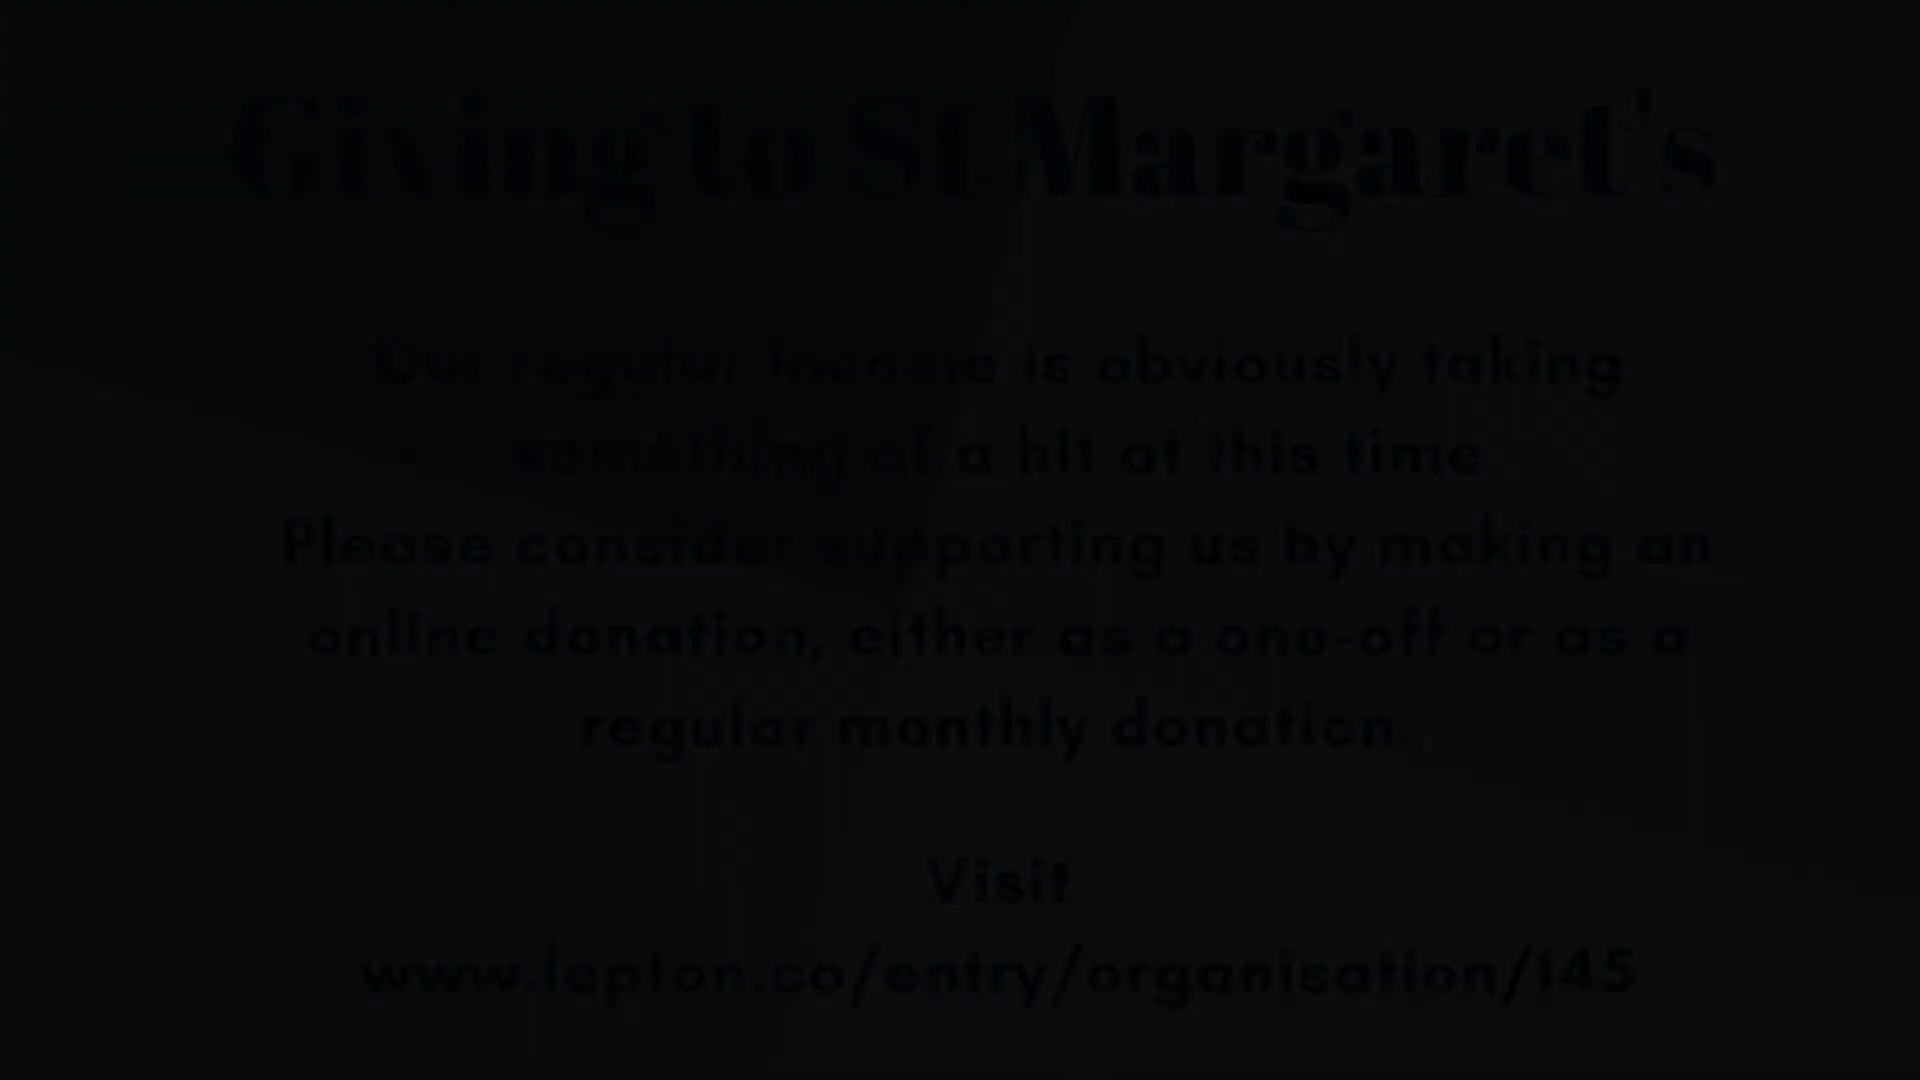 Giving to St Margaret's
Our regular income is obviously taking
something of a hit at this time
Please consider supporting us by making an
online donation, either as a one-off or as a
regular monthly donation.
Visit
www.lepton.co/entry/organisation/145